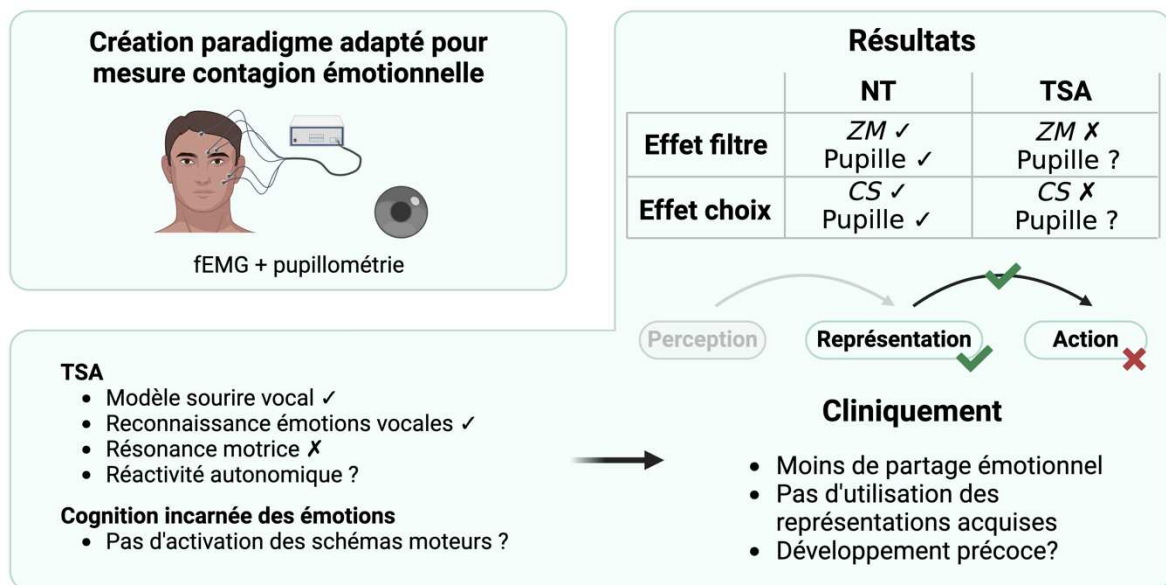 Création paradigme adapté pour
mesure contagion émotionnelle
fEMG + pupillométrie
Résultats
NT TSA
Effet filtre
ZM ✓ ZM ✗
Pupille ✓ Pupille ?
Effet choix
CS ✓ CS ✗
Pupille ✓ Pupille ?
Perception Représentation Action
TSA
• Modèle sourire vocal ✓
• Reconnaissance émotions vocales ✓
• Résonance motrice ✗
• Réactivité autonomique ?
Cognition incarnée des émotions
• Pas d'activation des schémas moteurs ?
Cliniquement
• Moins de partage émotionnel
• Pas d'utilisation des
représentations acquises
• Développement précoce?